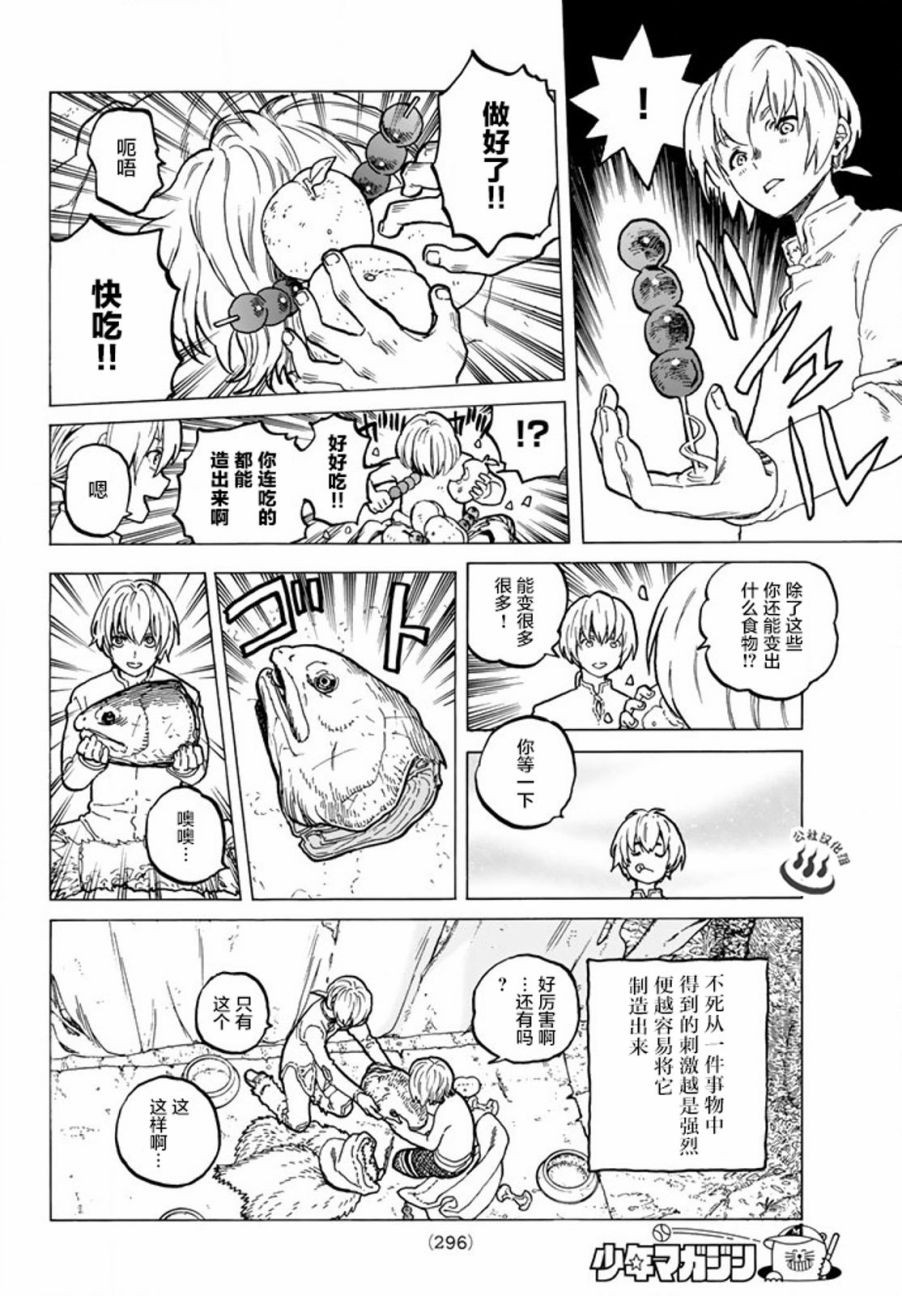 !
做好了!!
呃唔
快吃!!
!?
好好吃!!
你连吃的
都能
造出来啊
嗯
除了这些
你还能变出
什么食物!?
能变很多
很多!
你等一下
ゴト
噢噢…
公社汉化组
不死从一件事物中
得到的刺激越是强烈
便越容易将它
制造出来
好厉害啊
…还有吗
?
只有
这个
这
这样啊…
(296)
少年マガジン